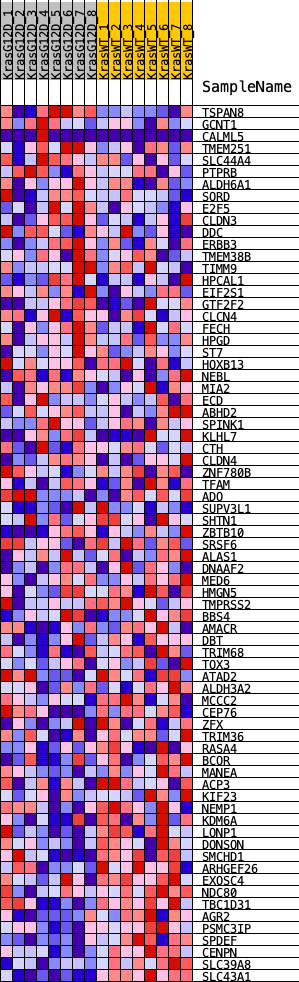 KrasG12D_1
KrasG12D_2
KrasG12D_3
KrasG12D_4
KrasG12D_5
KrasG12D_6
KrasG12D_7
KrasG12D_8
KrasWT_1
KrasWT_2
KrasWT_3
KrasWT_4
KrasWT_5
KrasWT_6
KrasWT_7
KrasWT_8
SampleName
TSPAN8
GCNT1
CALML5
TMEM251
SLC44A4
PTPRB
ALDH6A1
SORD
E2F5
CLDN3
DDC
ERBB3
TMEM38B
TIMM9
HPCAL1
EIF2S1
GTF2F2
CLCN4
FECH
HPGD
ST7
HOXB13
NEBL
MIA2
ECD
ABHD2
SPINK1
KLHL7
CTH
CLDN4
ZNF780B
TFAM
ADO
SUPV3L1
SHTN1
ZBTB10
SRSF6
ALAS1
DNAAF2
MED6
HMGN5
TMPRSS2
BBS4
AMACR
DBT
TRIM68
TOX3
ATAD2
ALDH3A2
MCCC2
CEP76
ZFX
TRIM36
RASA4
BCOR
MANEA
ACP3
KIF23
NEMP1
KDM6A
LONP1
DONSON
SMCHD1
ARHGEF26
EXOSC4
NDC80
TBC1D31
AGR2
PSMC3IP
SPDEF
CENPN
SLC39A8
SLC43A1